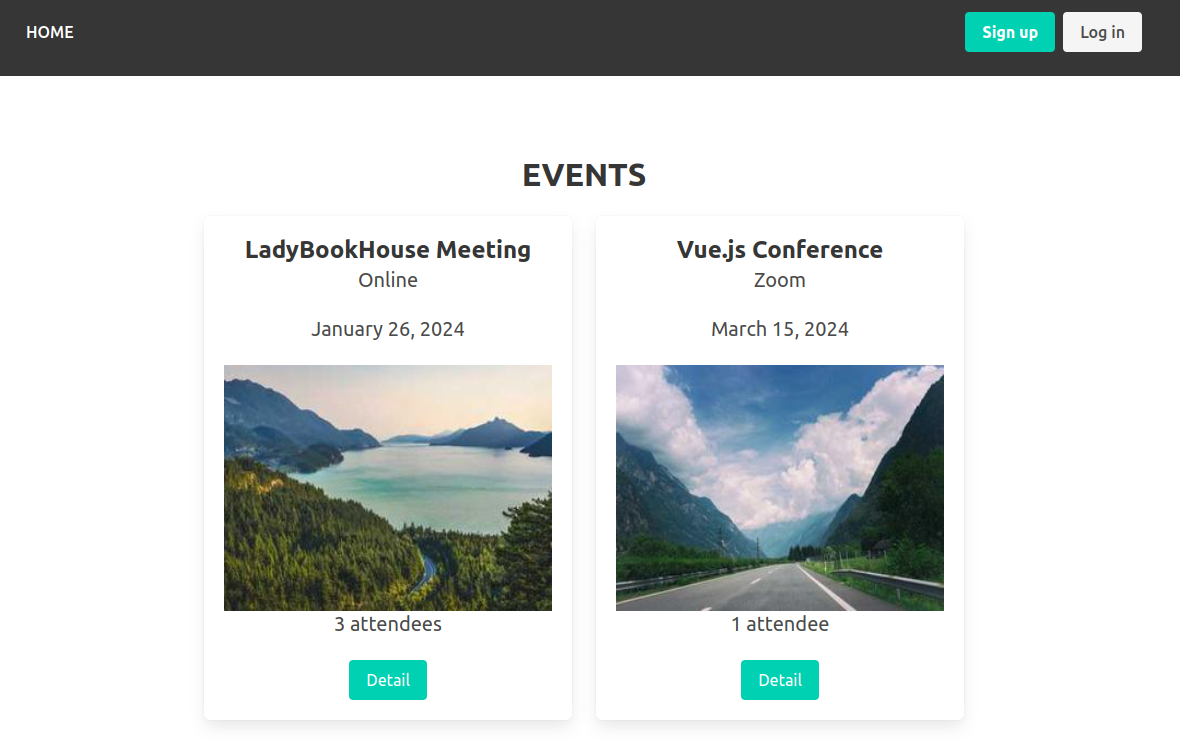 HOME
Sign up
Log in
EVENTS
LadyBookHouse Meeting
Online
January 26, 2024
3 attendees
Detail
Vue.js Conference
Zoom
March 15, 2024
1 attendee
Detail